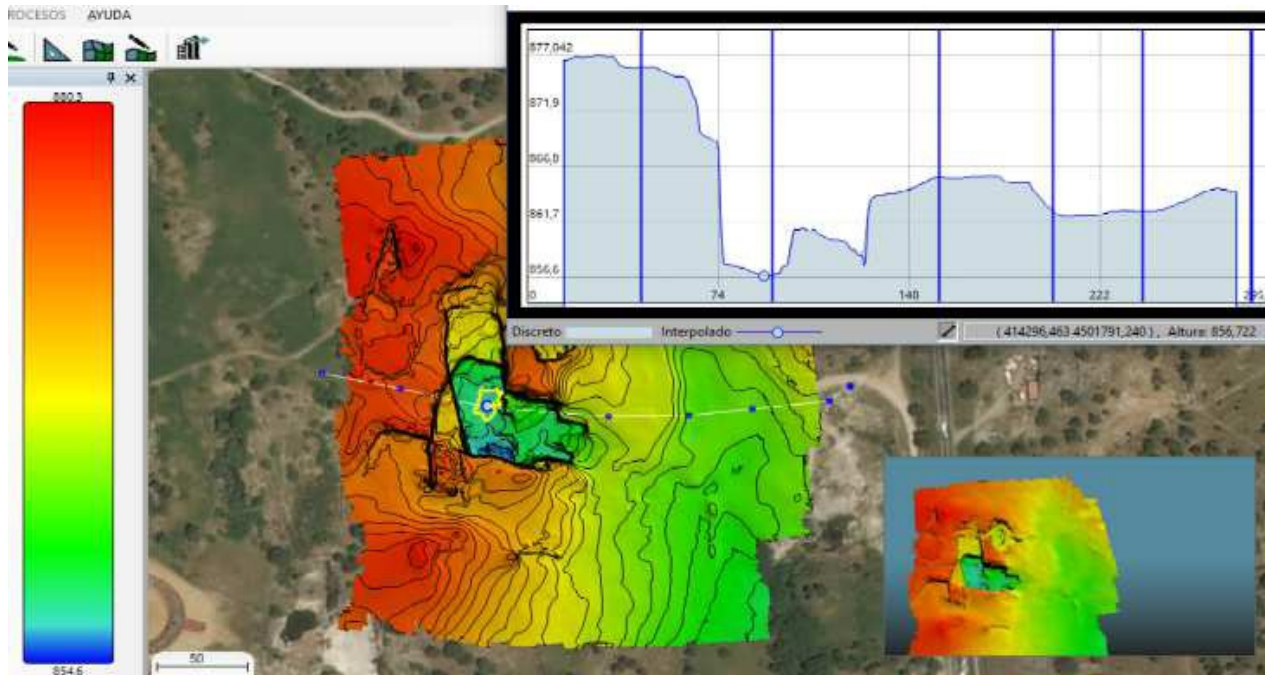 ROCESOS AYUDA
880.3
854.6
50
877,042
871,9
866,8
861,7
856,6
0 74 148 222 295
Discreto Interpolado ( 414296,463 4501791,240 ) , Altura: 856,722